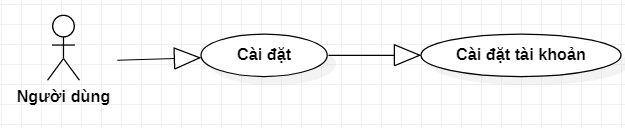 Cài đặt
Cài đặt tài khoản
Người dùng